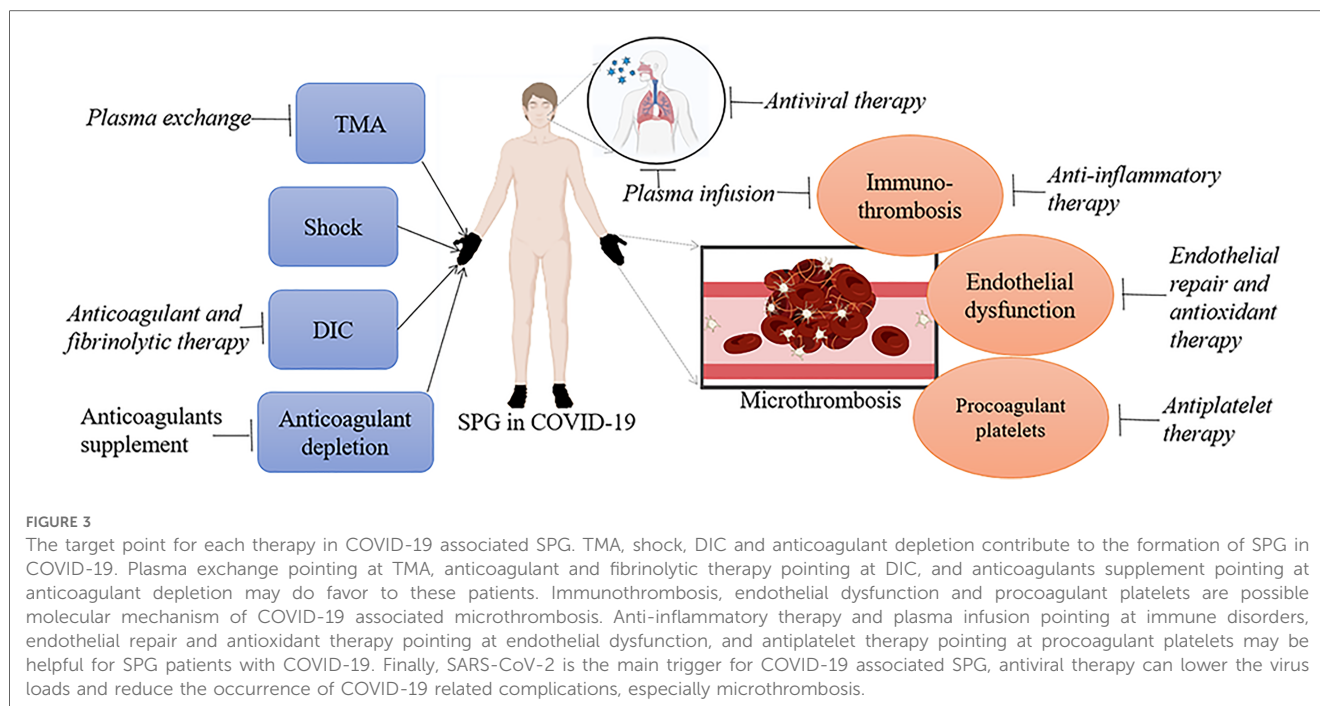 Plasma exchange
TMA
Antiviral therapy
Shock
Plasma infusion
Immuno-
thrombosis
Anti-inflammatory
therapy
Anticoagulant and
fibrinolytic therapy
DIC
Endothelial
dysfunction
Endothelial
repair and
antioxidant
therapy
Anticoagulants
supplement
Anticoagulant
depletion
SPG in COVID-19
Microthrombosis
Procoagulant
platelets
Antiplatelet
therapy
FIGURE 3
The target point for each therapy in COVID-19 associated SPG. TMA, shock, DIC and anticoagulant depletion contribute to the formation of SPG in
COVID-19. Plasma exchange pointing at TMA, anticoagulant and fibrinolytic therapy pointing at DIC, and anticoagulants supplement pointing at
anticoagulant depletion may do favor to these patients. Immunothrombosis, endothelial dysfunction and procoagulant platelets are possible
molecular mechanism of COVID-19 associated microthrombosis. Anti-inflammatory therapy and plasma infusion pointing at immune disorders,
endothelial repair and antioxidant therapy pointing at endothelial dysfunction, and antiplatelet therapy pointing at procoagulant platelets may be
helpful for SPG patients with COVID-19. Finally, SARS-CoV-2 is the main trigger for COVID-19 associated SPG, antiviral therapy can lower the virus
loads and reduce the occurrence of COVID-19 related complications, especially microthrombosis.